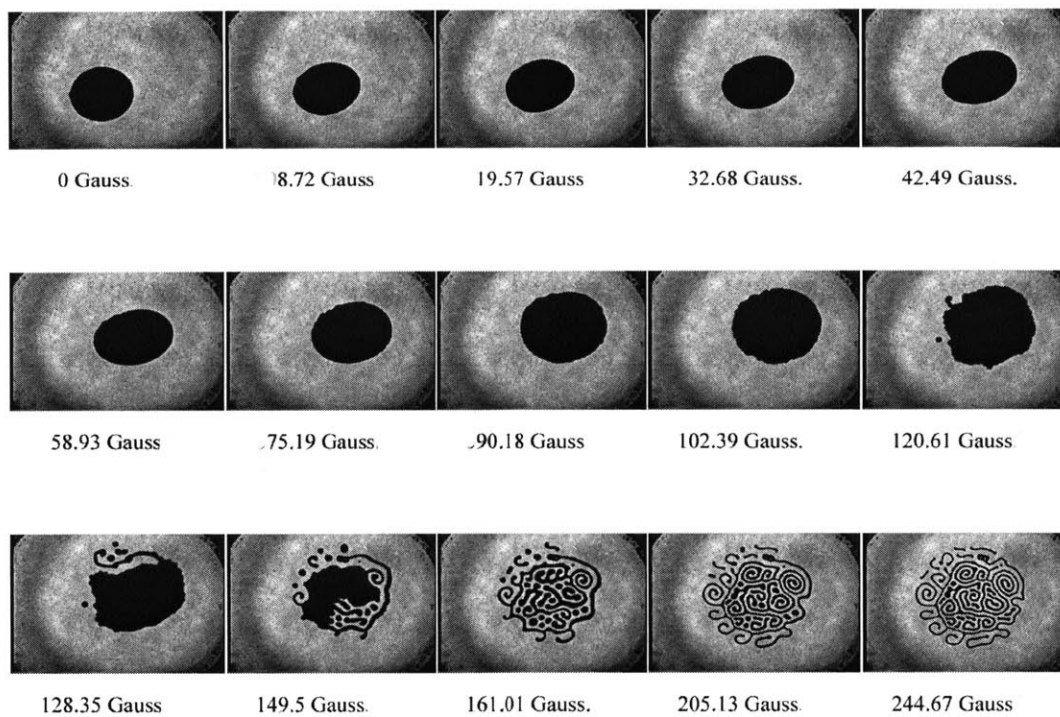 0 Gauss.
8.72 Gauss
19.57 Gauss
32.68 Gauss.
42.49 Gauss.
58.93 Gauss
75.19 Gauss.
90.18 Gauss
102.39 Gauss.
120.61 Gauss
128.35 Gauss
149.5 Gauss.
161.01 Gauss.
205.13 Gauss
244.67 Gauss